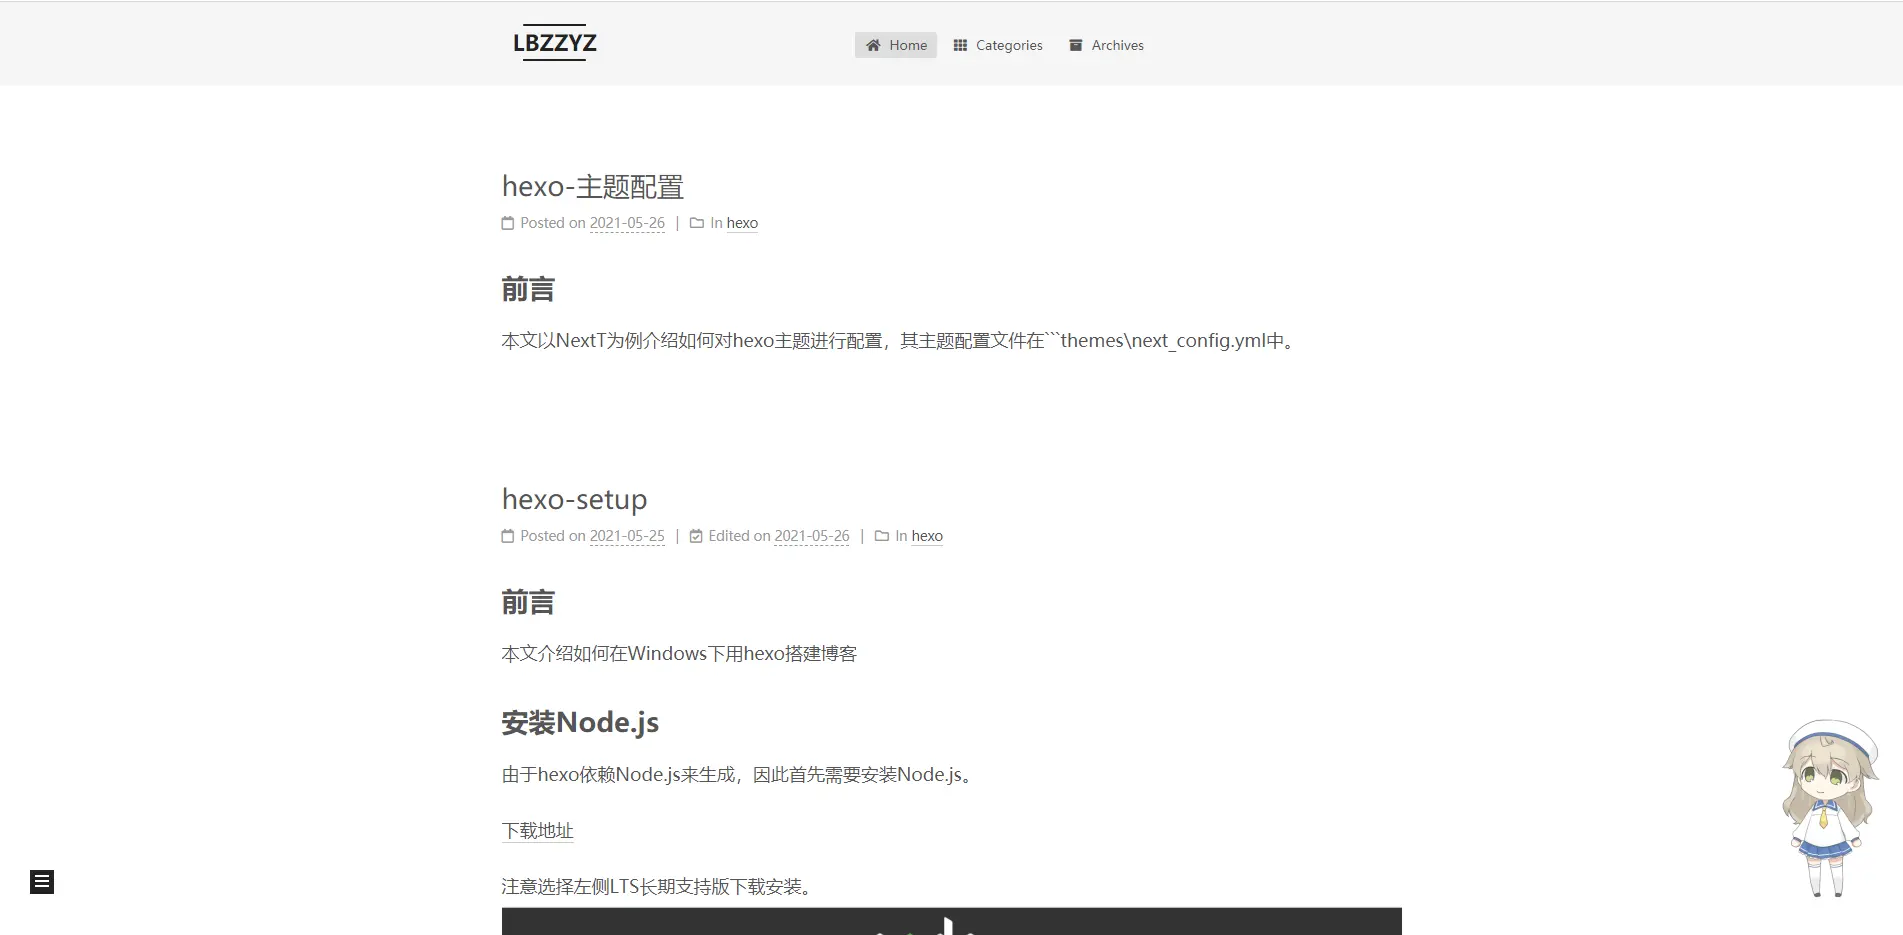 LBZZYZ
Home Categories Archives
hexo-主题配置
Posted on 2021-05-26 | In hexo
前言
本文以NextT为例介绍如何对hexo主题进行配置，其主题配置文件在```themes\next_config.yml中。
hexo-setup
Posted on 2021-05-25 | Edited on 2021-05-26 | In hexo
前言
本文介绍如何在Windows下用hexo搭建博客
安装Node.js
由于hexo依赖Node.js来生成，因此首先需要安装Node.js。
下载地址
注意选择左侧LTS长期支持版下载安装。